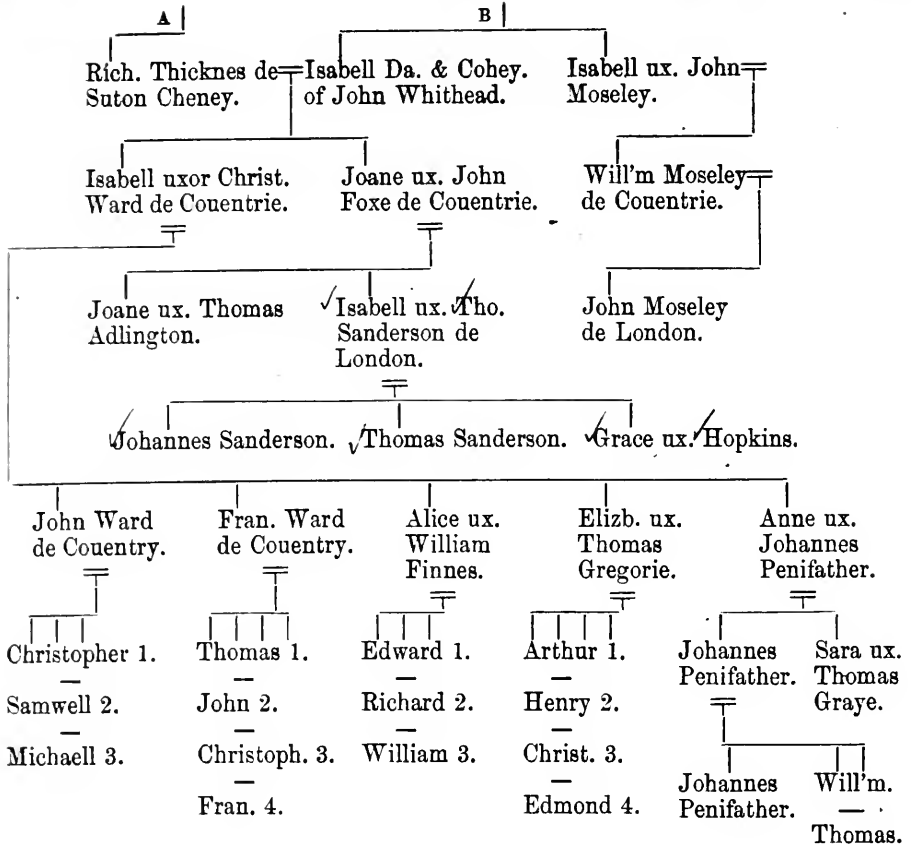 A B
Rich. Thicknes de Isabell Da. & Cohey. Isabell ux. John
Suton Cheney. of John Whithead. Moseley.
Isabell uxor Christ. Joane ux. John Will'm Moseley
Ward de Couentrie. Foxe de Couentrie. de Couentrie.
Joane ux. Thomas Isabell ux. Tho. John Moseley
Adlington. Sanderson de de London.
London.
Johannes Sanderson. Thomas Sanderson. Grace ux. Hopkins.
John Ward Fran. Ward Alice ux. Elizb. ux. Anne ux.
de Couentry. de Couentry. William Thomas Johannes
Finnes. Gregorie. Penifather.
Christopher 1. Thomas 1. Edward 1. Arthur 1. Johannes Sara ux.
Penifather. Thomas
Samwell 2. John 2. Richard 2. Henry 2. Graye.
Michaell 3. Christoph. 3. William 3. Christ. 3.
Johannes Will'm.
Fran. 4. Edmond 4. Penifather.
Thomas.